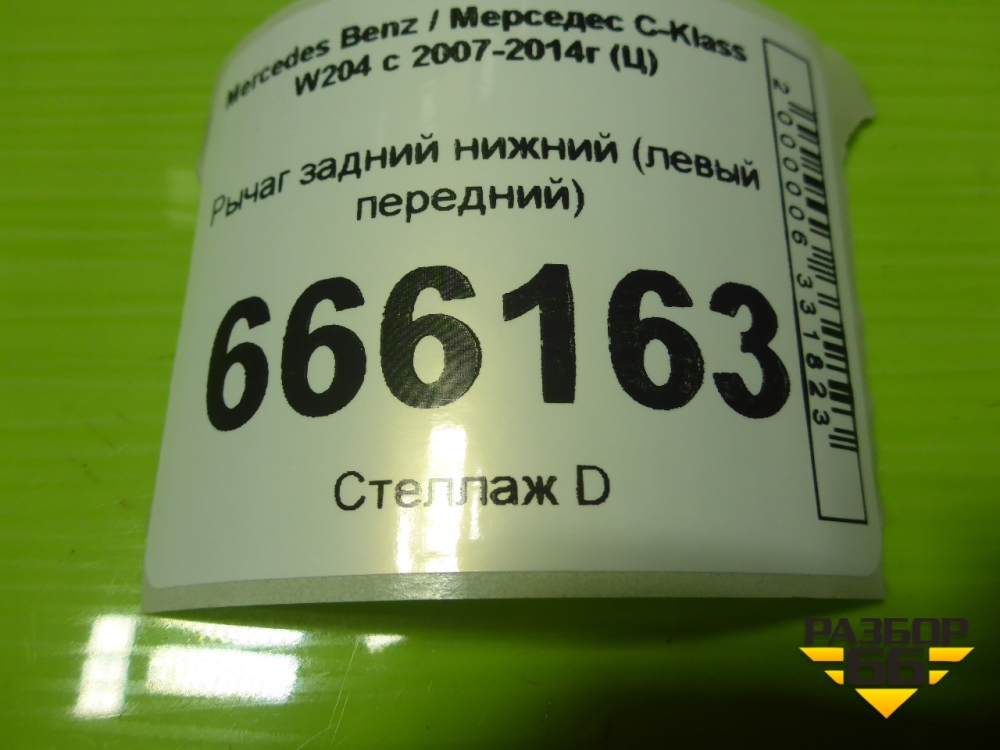 Mercedes Benz / Мерседес C-Klass
W204 с 2007-2014г (Ц)
Рычаг задний нижний (левый
передний)
666163
Стеллаж D
2000006331823
РАЗБОР
66